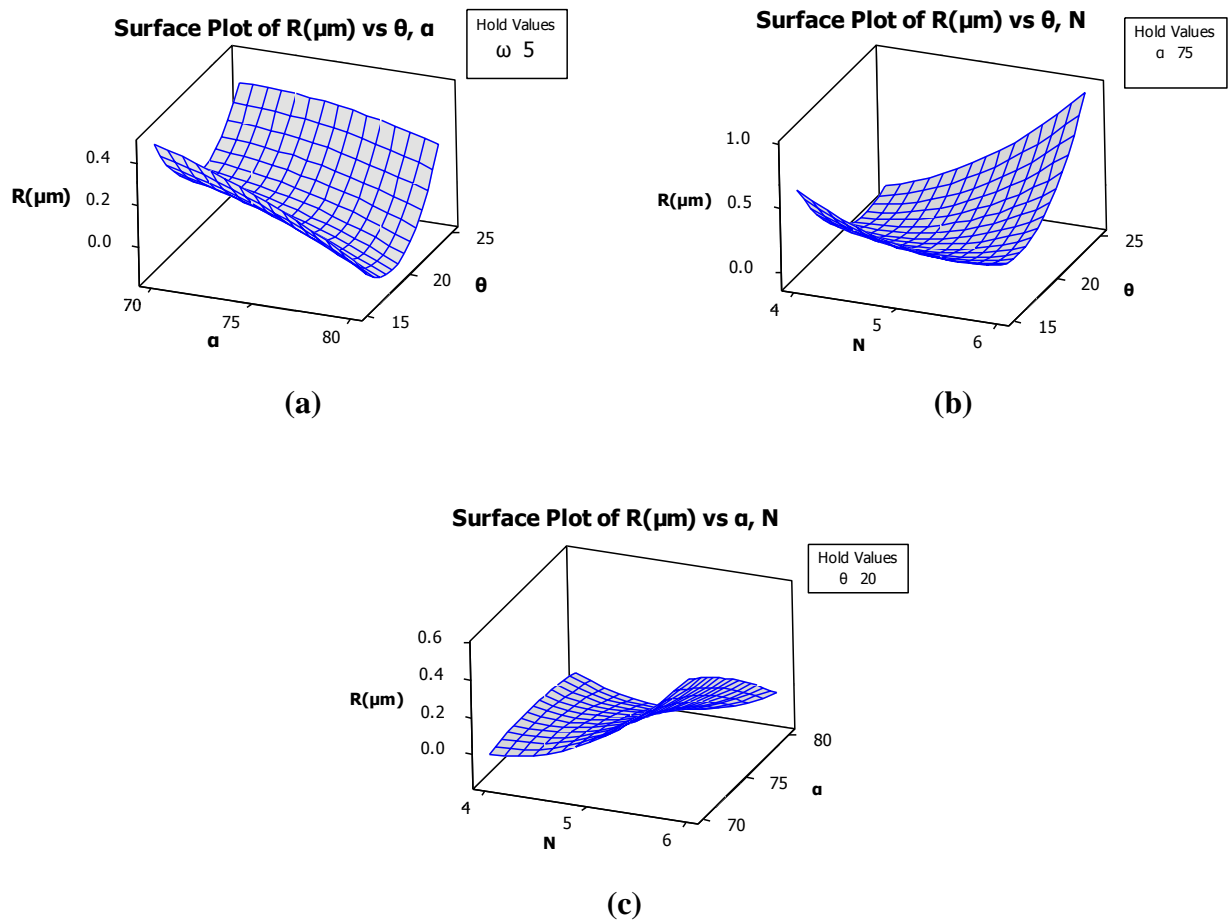 Surface Plot of R(μm) vs θ, ɑ
Hold Values
ω 5
0.4
R(μm)
0.2
0.0
70
75
80
ɑ
15
20
25
θ
(a)
Surface Plot of R(μm) vs θ, N
Hold Values
ɑ 75
1.0
R(μm)
0.5
0.0
4
5
6
N
15
20
25
θ
(b)
Surface Plot of R(μm) vs ɑ, N
Hold Values
θ 20
0.6
0.4
R(μm)
0.2
0.0
4
5
6
N
70
75
80
ɑ
(c)